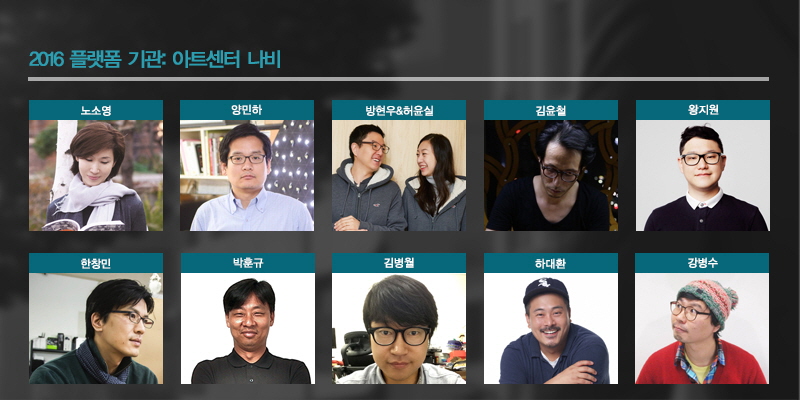 2016 플랫폼 기관: 아트센터 나비
노소영
양민하
방현우&허윤실
김윤철
왕지원
한창민
박훈규
김병월
하대환
강병수